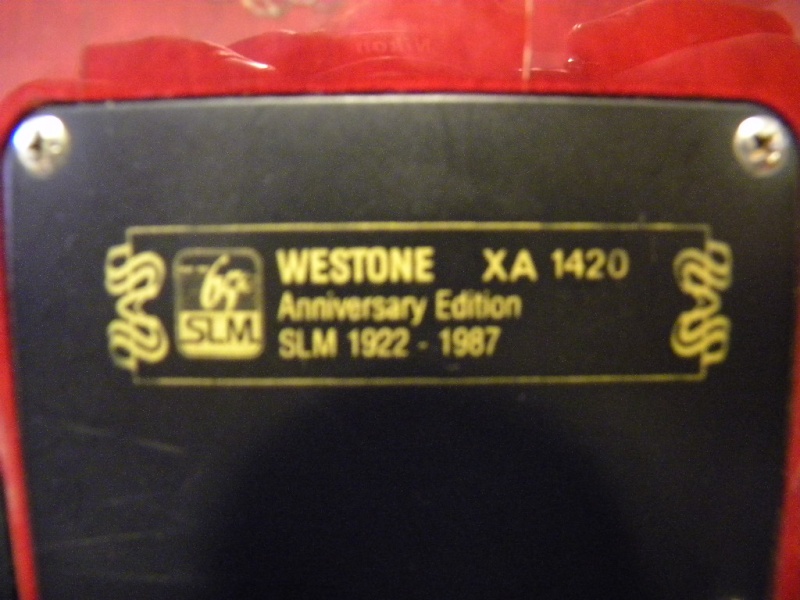 WESTONE XA 1420
Anniversary Edition
SLM 1922 - 1987
65
SLM